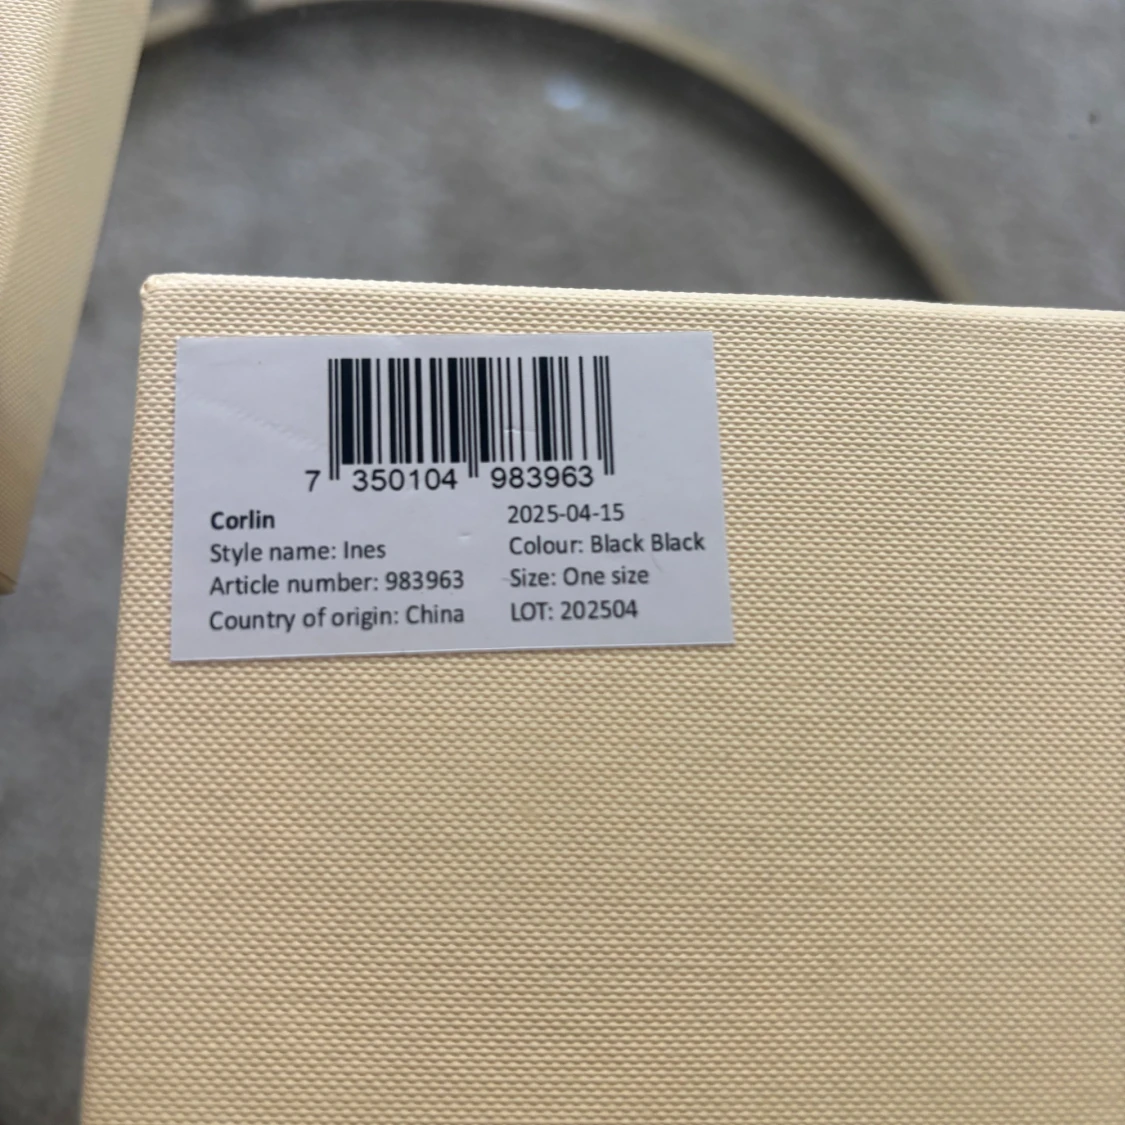 7 350104 983963
Corlin
Style name: Ines
Article number: 983963
Country of origin: China
2025-04-15
Colour: Black Black
Size: One size
LOT: 202504